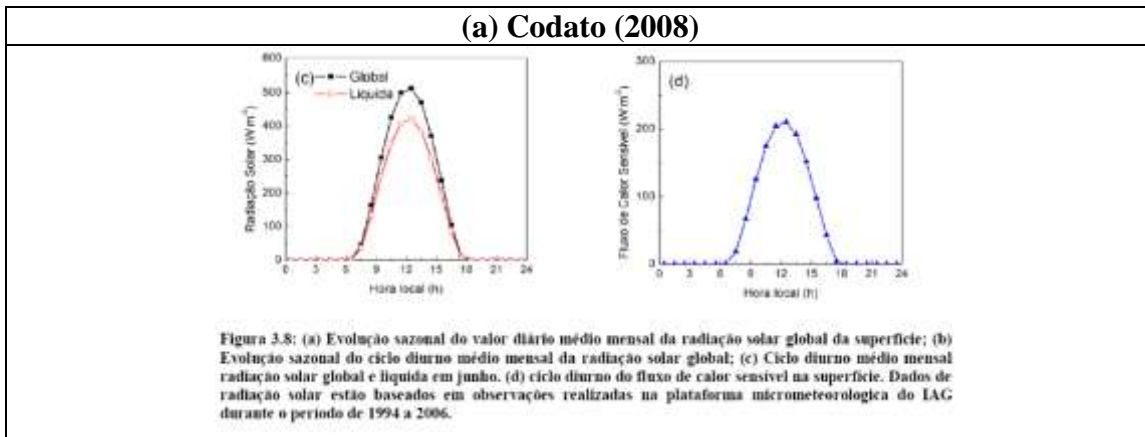 (a) Codato (2008)
600
500
400
300
200
100
0
Radiação Solar (W m⁻²)
(c)
Global
Líquida
0 3 6 9 12 15 18 21 24
Hora local (h)
300
200
100
0
Fluxo de Calor Sensível (W m⁻²)
(d)
0 3 6 9 12 15 18 21 24
Hora local (h)
Figura 3.8: (a) Evolução sazonal do valor diário médio mensal da radiação solar global da superfície; (b)
Evolução sazonal do ciclo diurno médio mensal da radiação solar global; (c) Ciclo diurno médio mensal
radiação solar global e líquida em junho. (d) ciclo diurno do fluxo de calor sensível na superfície. Dados de
radiação solar estão baseados em observações realizadas na plataforma micrometeorologica do IAG
durante o período de 1994 a 2006.